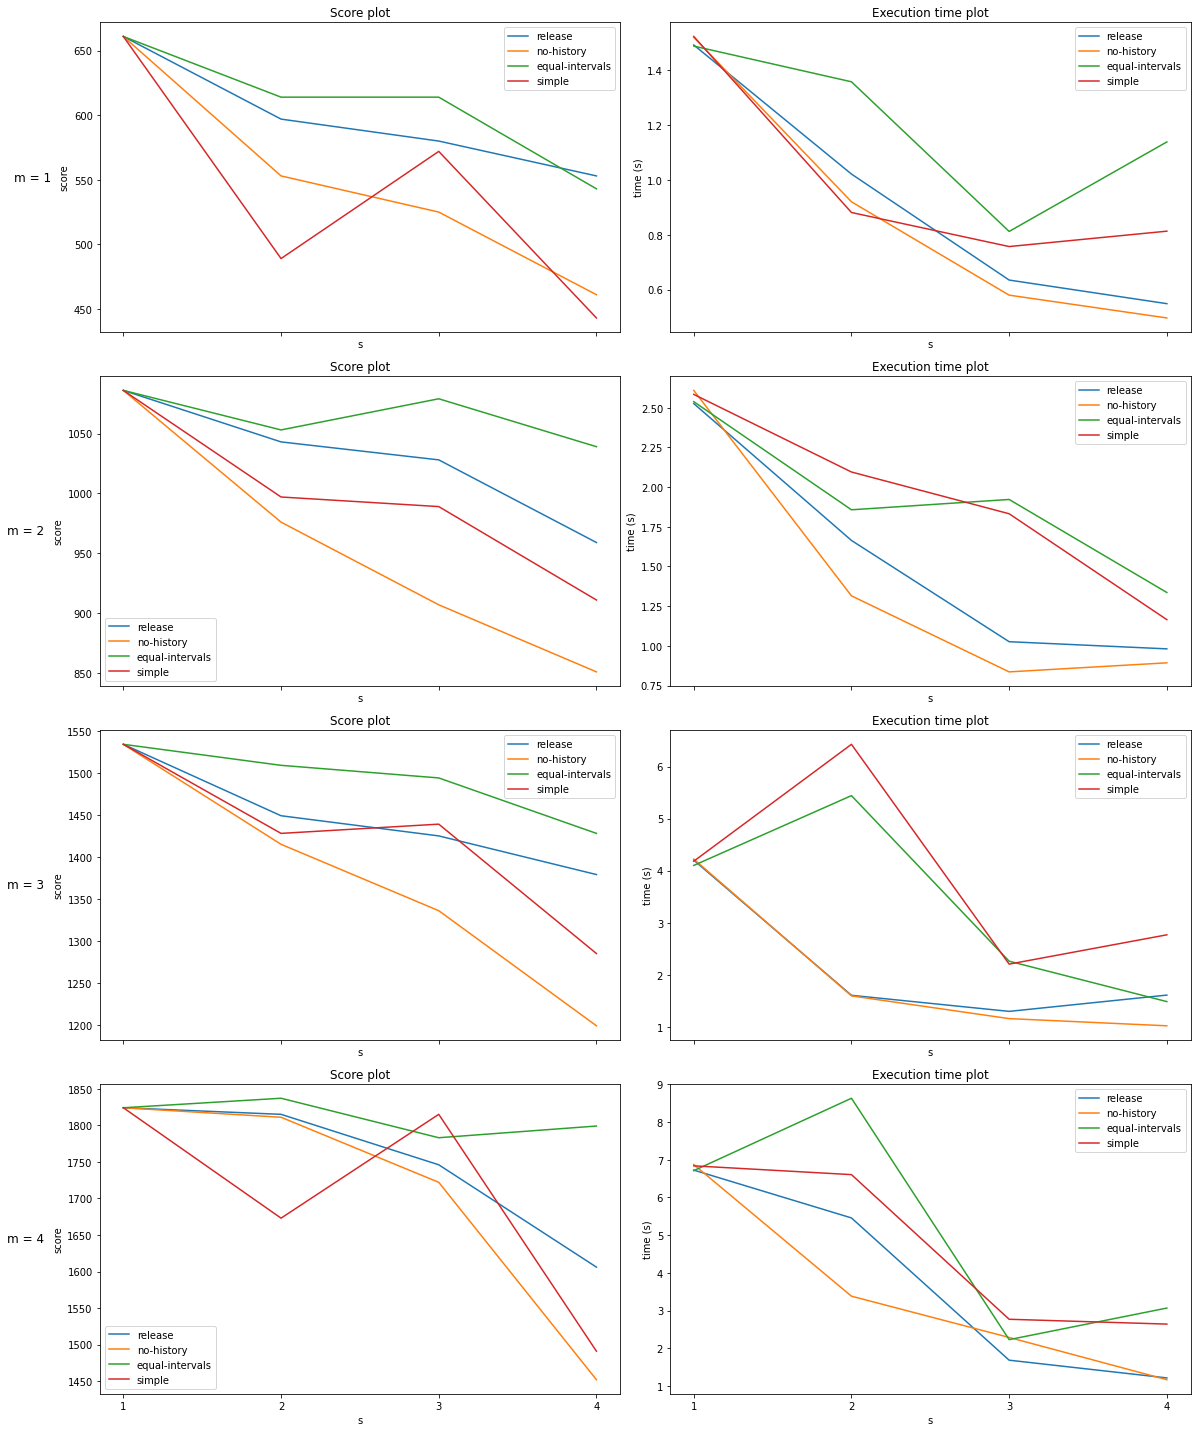 Score plot
release
no-history
equal-intervals
simple
650
600
550
500
450
m = 1
score
s
Execution time plot
release
no-history
equal-intervals
simple
1.4
1.2
1.0
0.8
0.6
time (s)
s
Score plot
1050
1000
950
900
850
m = 2
score
release
no-history
equal-intervals
simple
s
Execution time plot
release
no-history
equal-intervals
simple
2.50
2.25
2.00
1.75
1.50
1.25
1.00
0.75
time (s)
s
Score plot
release
no-history
equal-intervals
simple
1550
1500
1450
1400
1350
1300
1250
1200
m = 3
score
s
Execution time plot
release
no-history
equal-intervals
simple
6
5
4
3
2
1
time (s)
s
Score plot
1850
1800
1750
1700
1650
1600
1550
1500
1450
m = 4
score
release
no-history
equal-intervals
simple
1 2 3 4
s
Execution time plot
release
no-history
equal-intervals
simple
9
8
7
6
5
4
3
2
1
time (s)
1 2 3 4
s